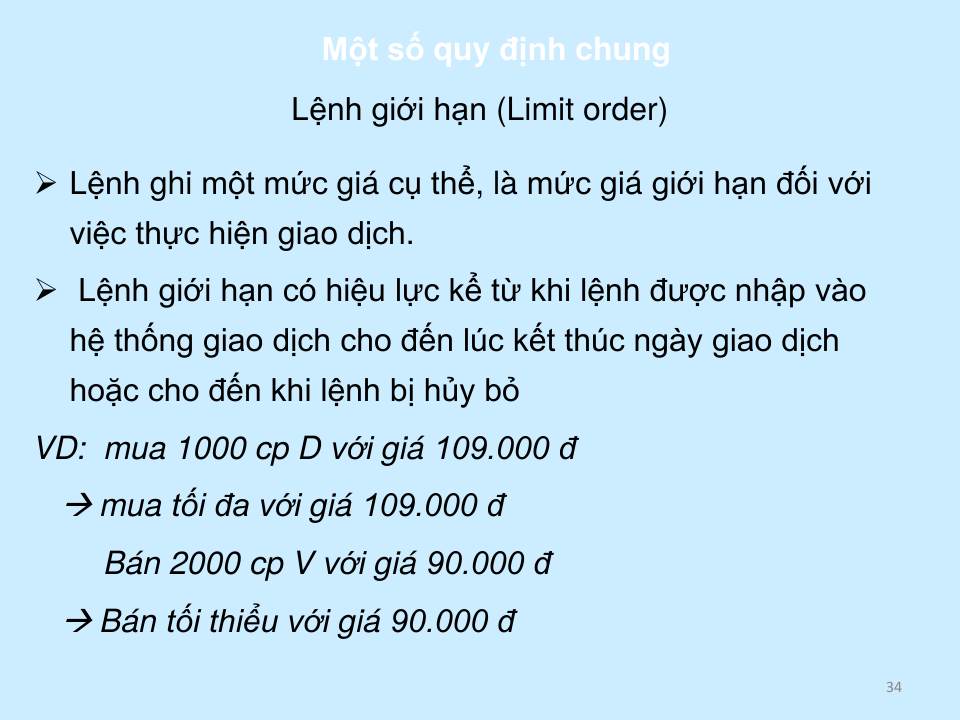 Một số quy định chung
Lệnh giới hạn (Limit order)
➢ Lệnh ghi một mức giá cụ thể, là mức giá giới hạn đối với
việc thực hiện giao dịch.
➢ Lệnh giới hạn có hiệu lực kể từ khi lệnh được nhập vào
hệ thống giao dịch cho đến lúc kết thúc ngày giao dịch
hoặc cho đến khi lệnh bị hủy bỏ
VD: mua 1000 cp D với giá 109.000 đ
→ mua tối đa với giá 109.000 đ
Bán 2000 cp V với giá 90.000 đ
→ Bán tối thiểu với giá 90.000 đ
34